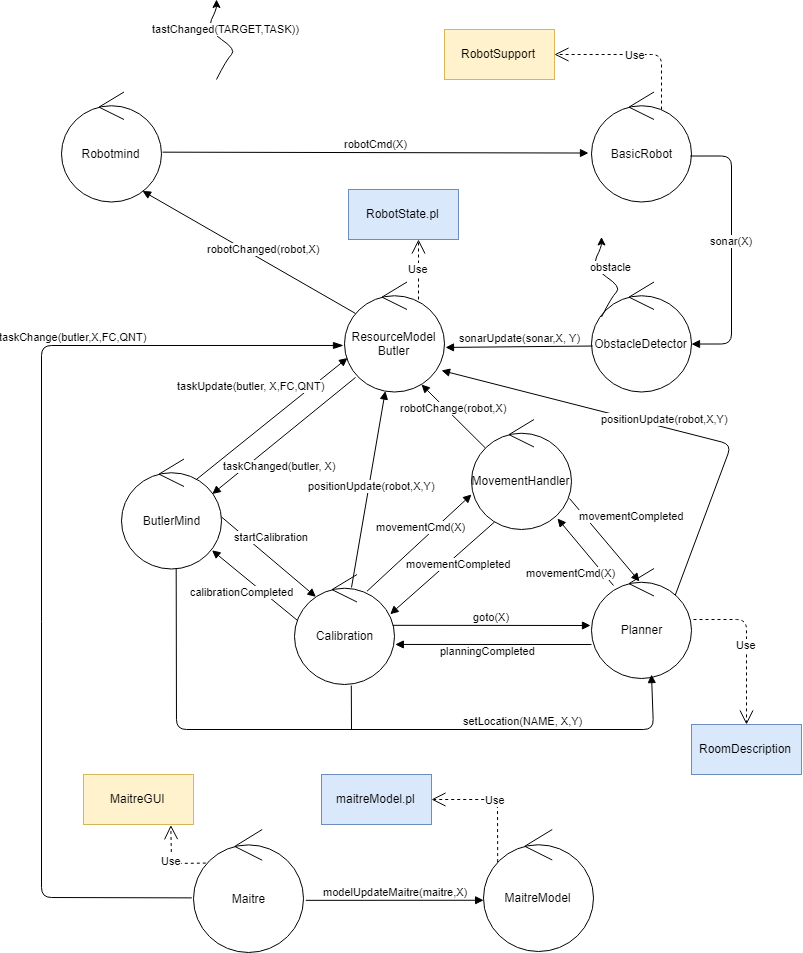 tastChanged(TARGET,TASK))
RobotSupport
Use
Robotmind
robotCmd(X)
BasicRobot
RobotState.pl
robotChanged(robot,X)
sonar(X)
Use
obstacle
taskChange(butler,X,FC,QNT)
ResourceModel
Butler
sonarUpdate(sonar,X, Y)
ObstacleDetector
taskUpdate(butler, X,FC,QNT)
robotChange(robot,X)
positionUpdate(robot,X,Y)
taskChanged(butler, X)
positionUpdate(robot,X,Y)
MovementHandler
ButlerMind
movementCmd(X)
movementCompleted
startCalibration
movementCompleted
movementCmd(X)
calibrationCompleted
goto(X)
Calibration
Planner
planningCompleted
Use
setLocation(NAME, X,Y)
RoomDescription
MaitreGUI
maitreModel.pl
Use
Use
Maitre
modelUpdateMaitre(maitre,X)
MaitreModel